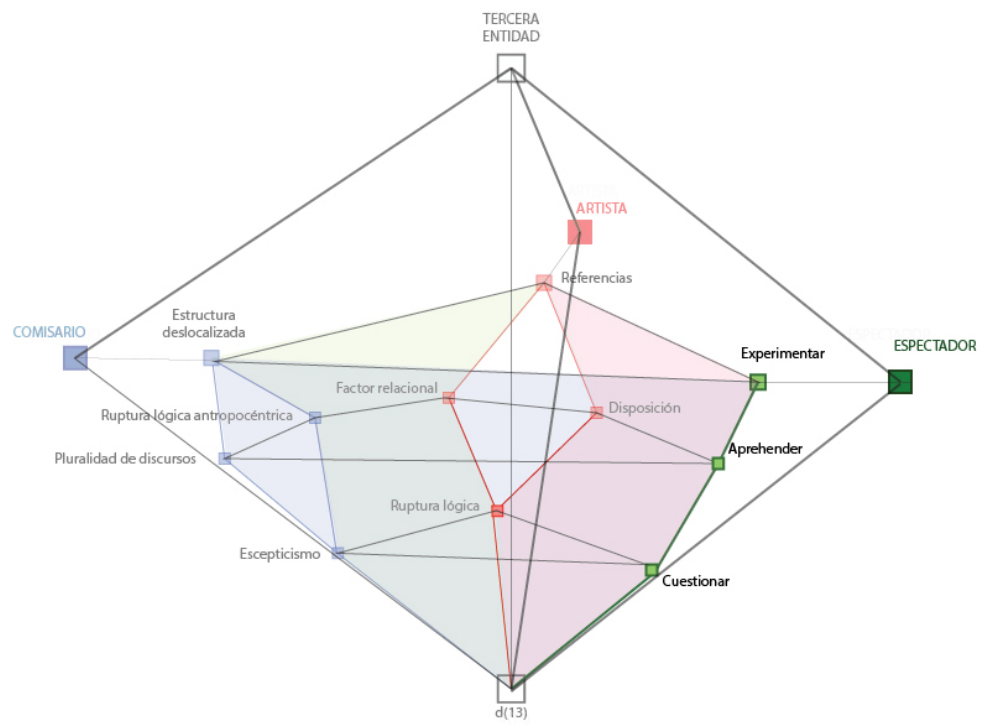 TERCERA
ENTIDAD
ARTISTA
Referencias
Estructura
deslocalizada
COMISARIO
ESPECTADOR
Experimentar
Factor relacional
Disposición
Ruptura lógica antropocéntrica
Aprehender
Pluralidad de discursos
Ruptura lógica
Escepticismo
Cuestionar
d(13)